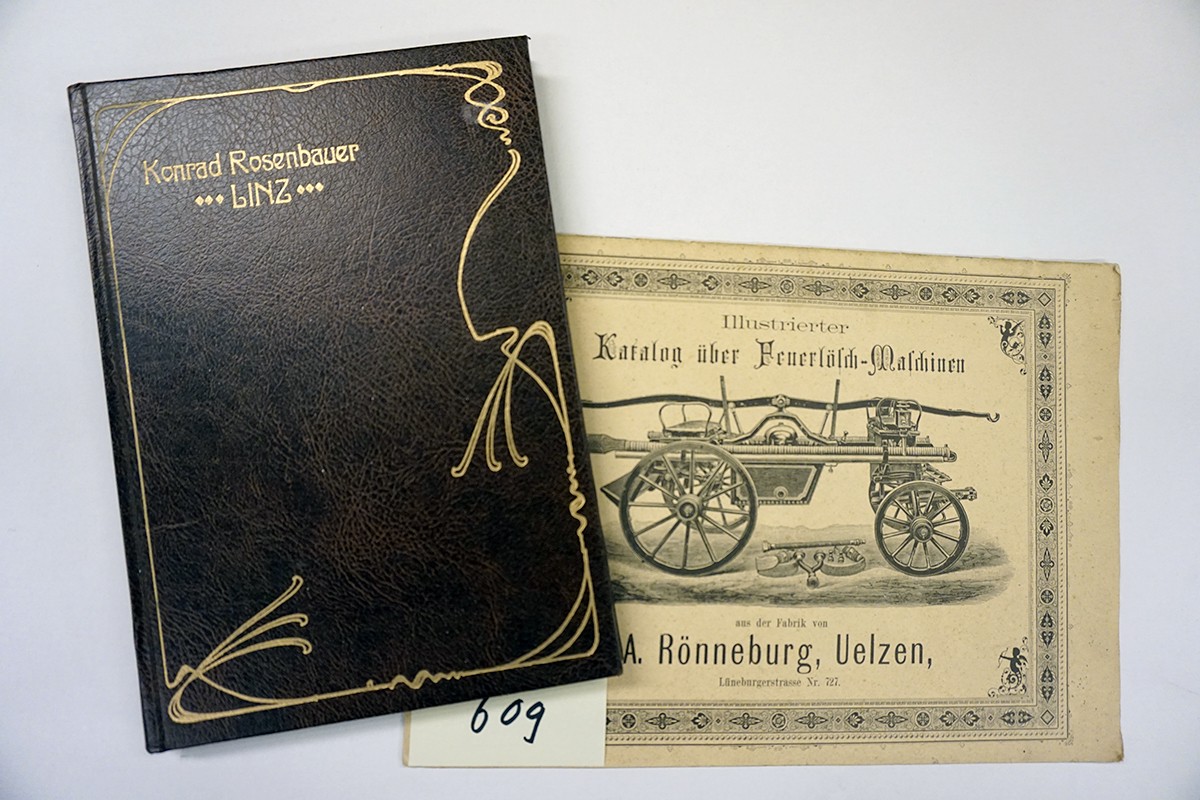 Konrad Rosenbauer
LINZ
Illustrierter
Katalog über Feuerlösch-Maschinen
aus der Fabrik von
A. Rönneburg, Uelzen,
Lüneburgerstrasse Nr. 727.
609